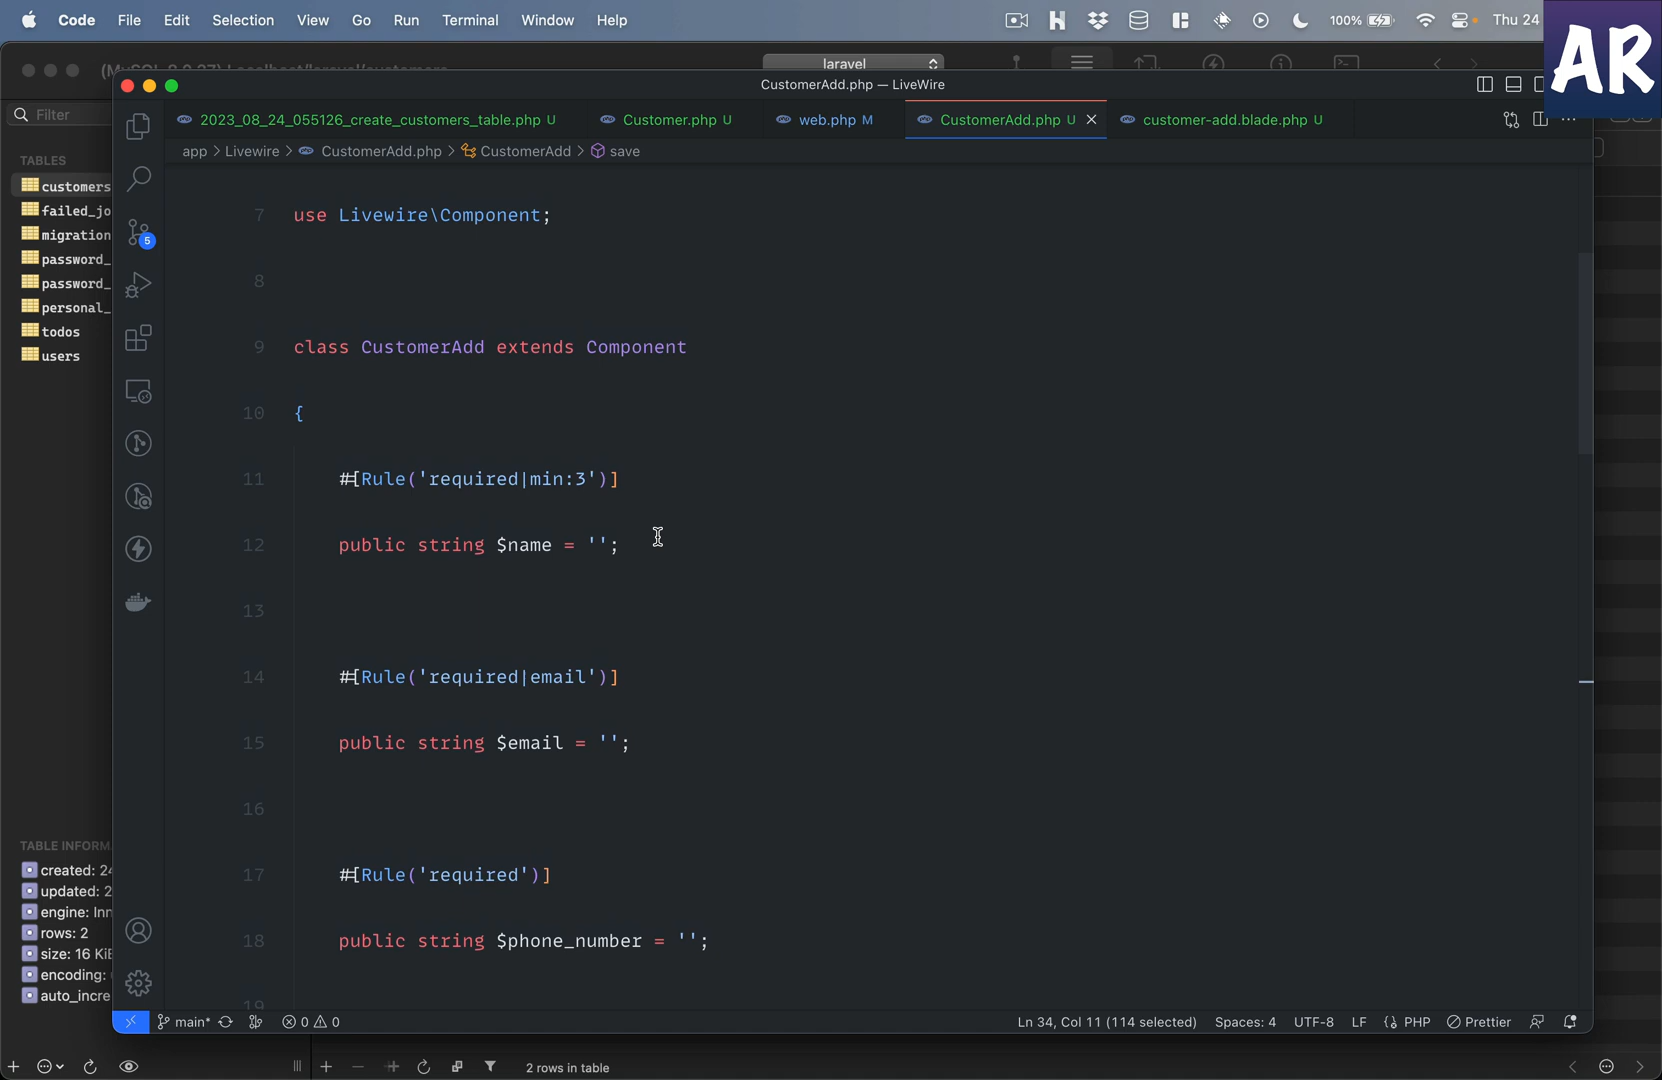 Code File Edit Selection View Go Run Terminal Window Help 100% Thu 24
AR
laravel
CustomerAdd.php — LiveWire
Filter
2023_08_24_055126_create_customers_table.php U
Customer.php U
web.php M
CustomerAdd.php U
customer-add.blade.php U
app > Livewire > CustomerAdd.php > CustomerAdd > save
TABLES
customers
failed_jo
migration
password_
password_
personal_
todos
users
5
7 use Livewire\Component;
8
9 class CustomerAdd extends Component
10 {
11 #[Rule('required|min:3')]
12 public string $name = '';
13
14 #[Rule('required|email')]
15 public string $email = '';
16
17 #[Rule('required')]
18 public string $phone_number = '';
19
TABLE INFORM
created: 24
updated: 2
engine: Inn
rows: 2
size: 16 KiB
encoding:
auto_incre
main* 0 0 Ln 34, Col 11 (114 selected) Spaces: 4 UTF-8 LF PHP Prettier
2 rows in table